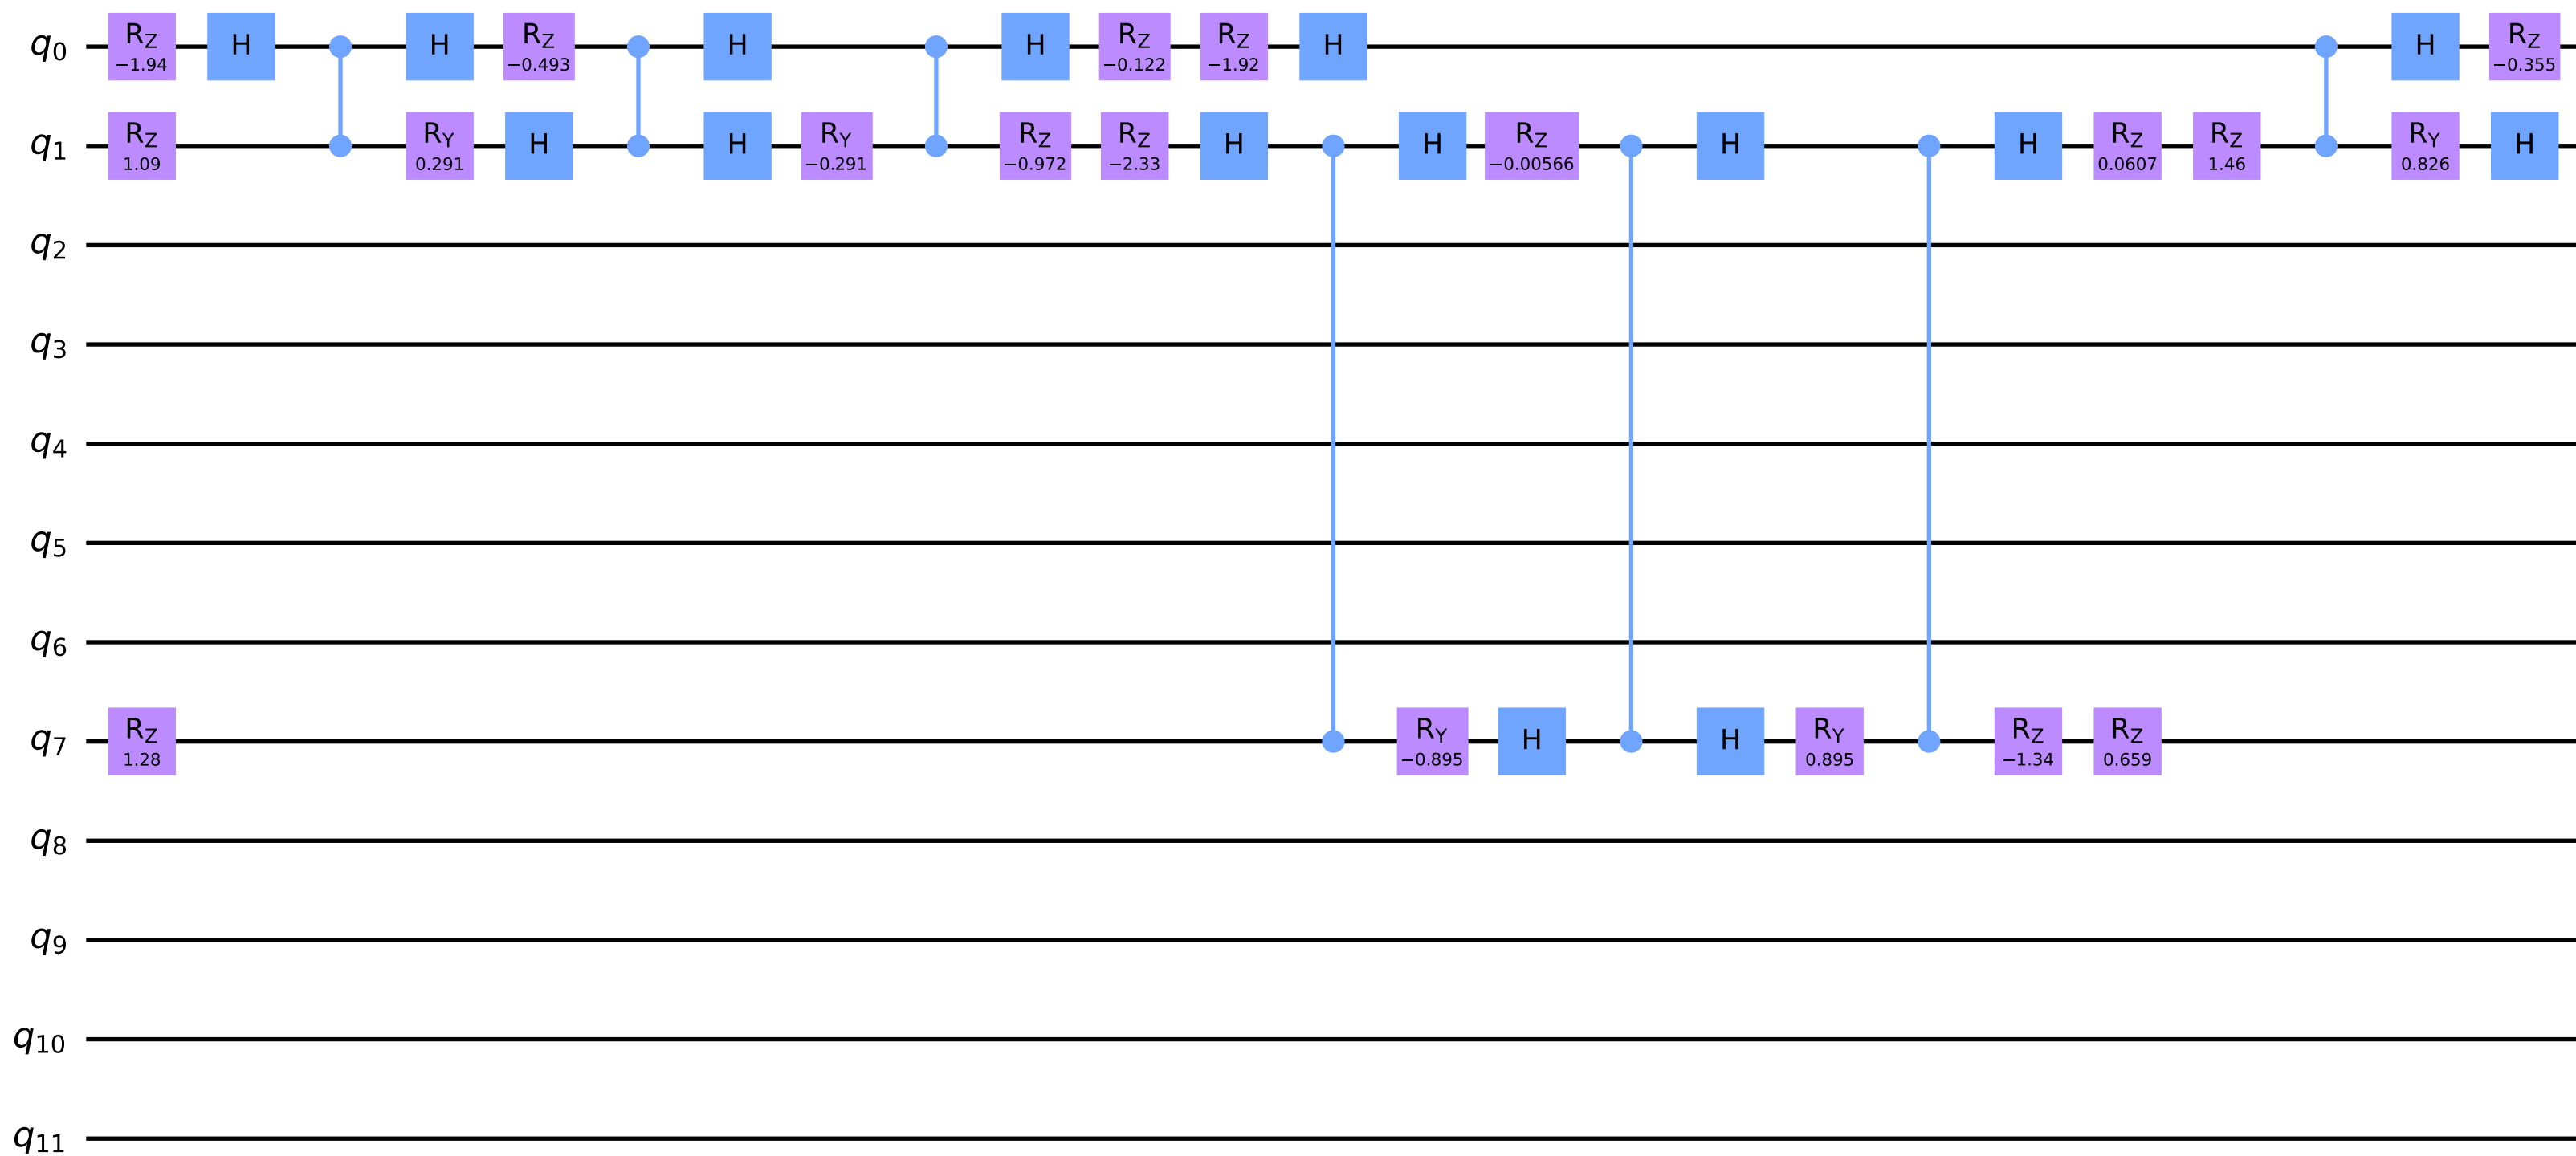 q0 RZ −1.94 H H RZ −0.493 H H RZ −0.122 RZ −1.92 H H RZ −0.355
q1 RZ 1.09 RY 0.291 H H RY −0.291 RZ −0.972 RZ −2.33 H H RZ −0.00566 H H RZ 0.0607 RZ 1.46 RY 0.826 H
q2
q3
q4
q5
q6
q7 RZ 1.28 RY −0.895 H H RY 0.895 RZ −1.34 RZ 0.659
q8
q9
q10
q11